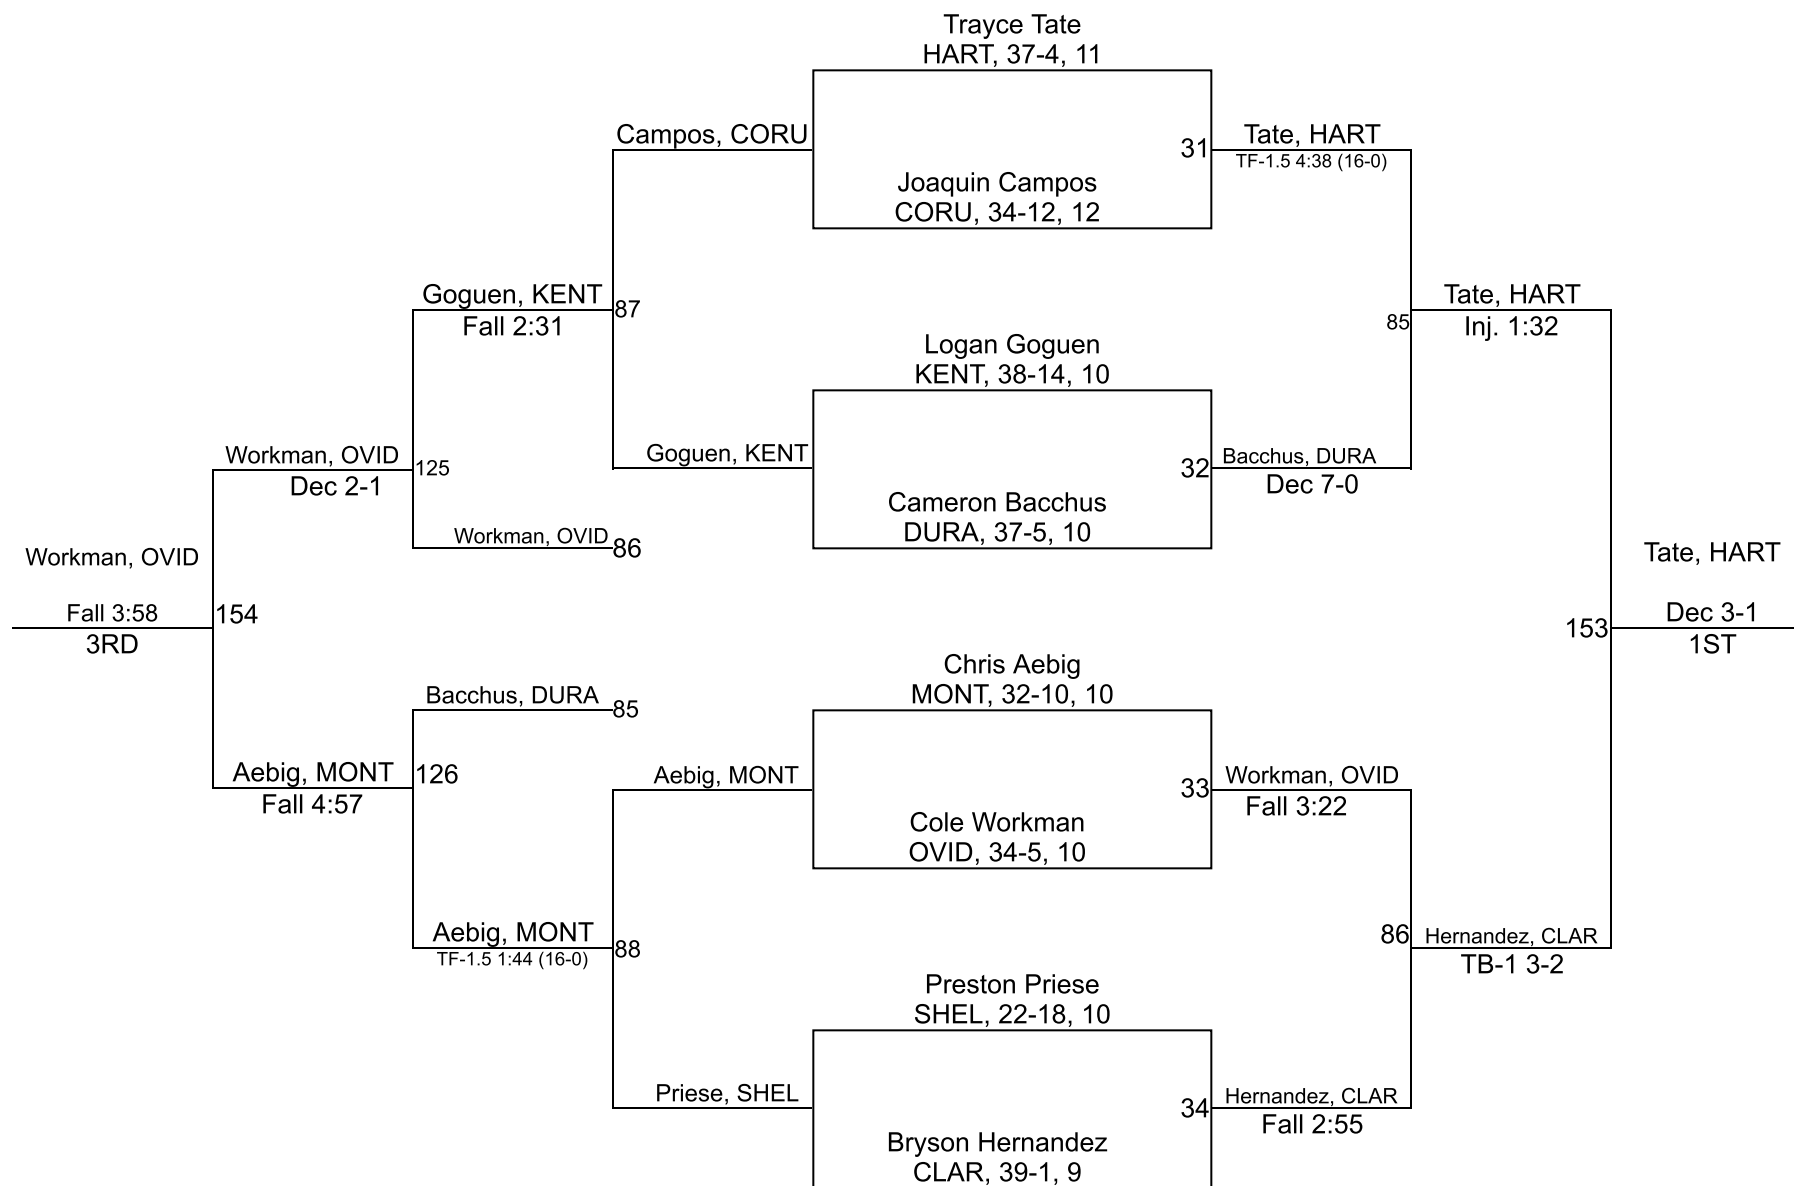 Trayce Tate
HART, 37-4, 11
Campos, CORU
31
Tate, HART
TF-1.5 4:38 (16-0)
Joaquin Campos
CORU, 34-12, 12
Goguen, KENT
Fall 2:31
87
85
Tate, HART
Inj. 1:32
Logan Goguen
KENT, 38-14, 10
Goguen, KENT
32
Bacchus, DURA
Dec 7-0
Cameron Bacchus
DURA, 37-5, 10
Workman, OVID
Dec 2-1
125
Workman, OVID
86
Workman, OVID
Fall 3:58
3RD
154
153
Tate, HART
Dec 3-1
1ST
Bacchus, DURA
85
Chris Aebig
MONT, 32-10, 10
Aebig, MONT
Fall 4:57
126
Aebig, MONT
33
Workman, OVID
Fall 3:22
Cole Workman
OVID, 34-5, 10
Aebig, MONT
TF-1.5 1:44 (16-0)
88
86
Hernandez, CLAR
TB-1 3-2
Preston Priese
SHEL, 22-18, 10
Priese, SHEL
34
Hernandez, CLAR
Fall 2:55
Bryson Hernandez
CLAR, 39-1, 9